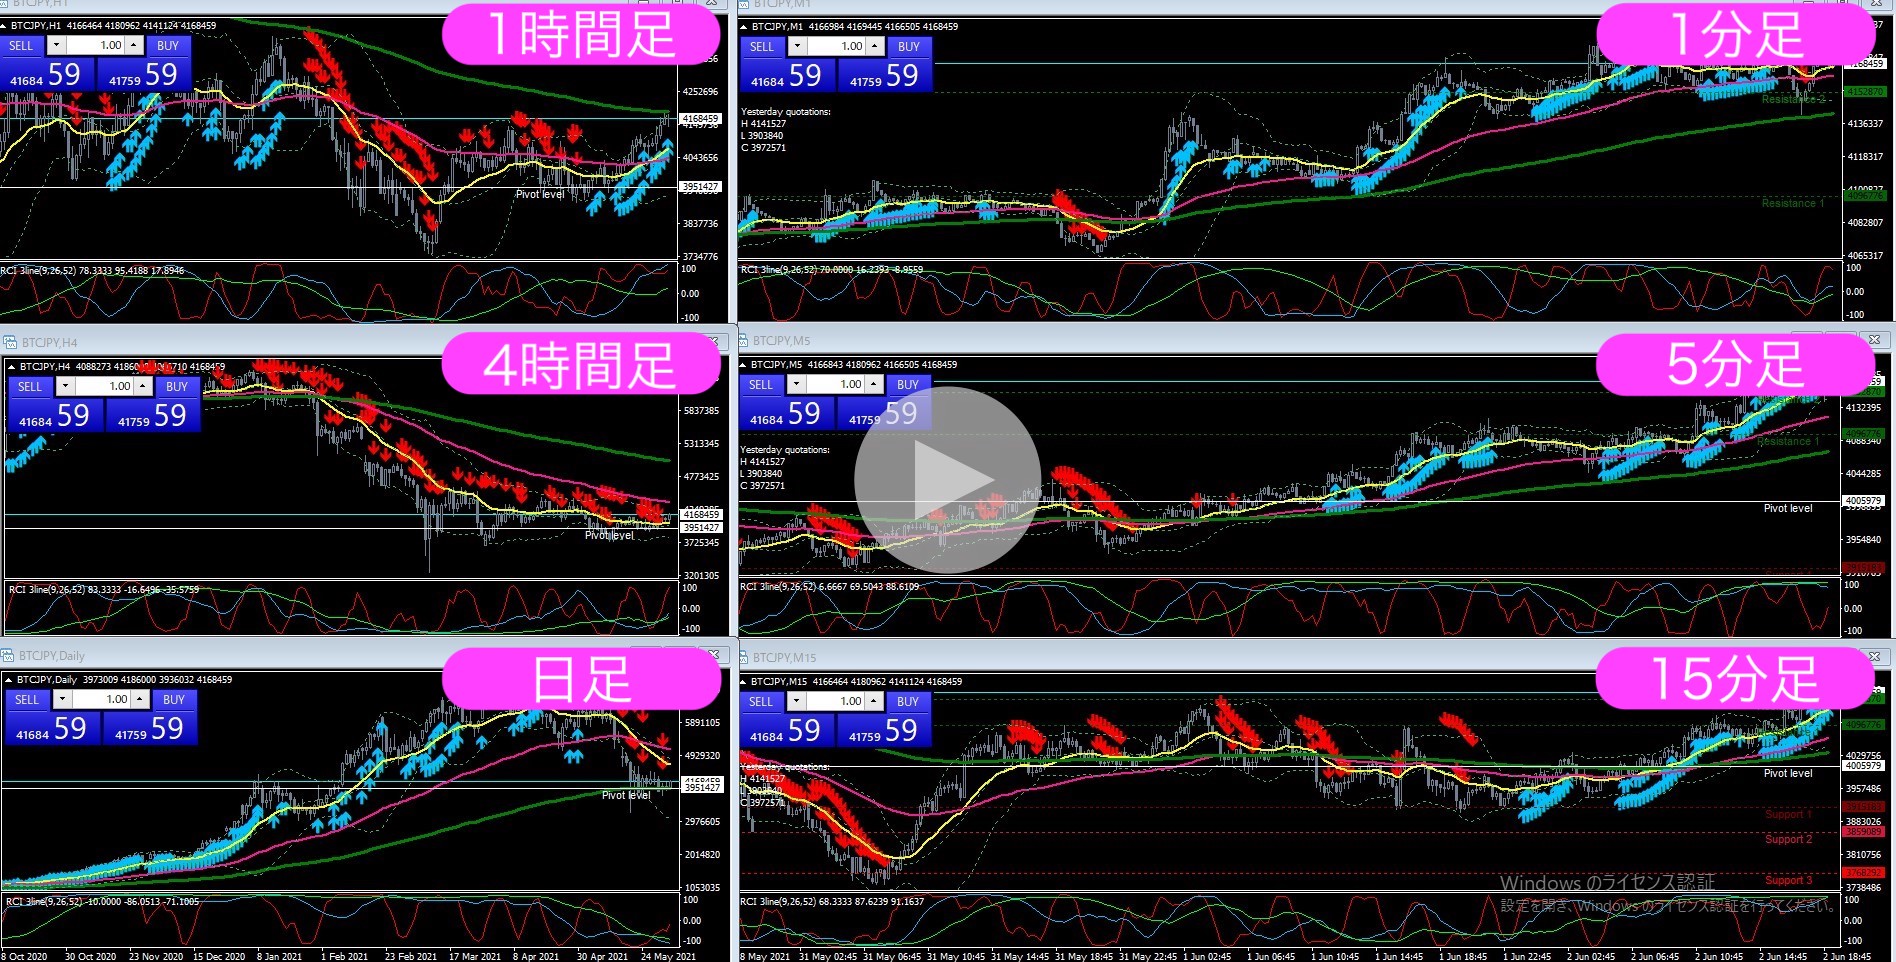 BTCJPY,H1
BTCJPY,H1 4166464 4180962 4141124 4168459
SELL 1.00 BUY
41684 59 41759 59
1時間足
4252696
4168459
4043656
3951427
Pivot level
3837736
3734776
RCI 3line(9,26,52) 78.3333 95.4188 17.8946
100
0.00
-100
BTCJPY,M1
BTCJPY,M1 4166984 4169445 4166505 4168459
SELL 1.00 BUY
41684 59 41759 59
1分足
Yesterday quotations:
H 4141527
L 3903840
C 3972571
4168459
4152870
Resistance 2
4136337
4118317
Resistance 1
4082807
4065317
RCI 3line(9,26,52) 70.0000 16.2393 -8.9559
100
0.00
-100
BTCJPY,H4
BTCJPY,H4
SELL 1.00 BUY
41684 59 41759 59
4時間足
5837385
5313345
4773425
4168459
3951427
Pivot level
3725345
3201305
RCI 3line(9,26,52) 83.3333 -16.6496 -35.5759
100
0.00
-100
BTCJPY,M5
BTCJPY,M5 4166843 4180962 4166505 4168459
SELL 1.00 BUY
41684 59 41759 59
5分足
Yesterday quotations:
H 4141527
L 3903840
C 3972571
4132395
Resistance 1
4088340
4044285
4005979
Pivot level
3954840
RCI 3line(9,26,52) 6.6667 69.5043 88.6109
100
0.00
-100
BTCJPY,Daily
BTCJPY,Daily 3973009 4186000 3936032 4168459
SELL 1.00 BUY
41684 59 41759 59
日足
5891105
4929320
4168459
3951427
Pivot level
2976605
2014820
1053035
RCI 3line(9,26,52) -10.0000 -86.0513 -71.1005
100
0.00
-100
8 Oct 2020 30 Oct 2020 23 Nov 2020 15 Dec 2020 8 Jan 2021 1 Feb 2021 23 Feb 2021 17 Mar 2021 8 Apr 2021 30 Apr 2021 24 May 2021
BTCJPY,M15
BTCJPY,M15 4166464 4180962 4141124 4168459
SELL 1.00 BUY
41684 59 41759 59
15分足
Yesterday quotations:
H 4141527
L 3903840
C 3972571
4096776
4029756
4005979
Pivot level
3957486
Support 1
3883026
3859089
Support 2
3810756
3768292
Support 3
3738486
Windows のライセンス認証
設定を開き、Windows のライセンス認証を行ってください。
RCI 3line(9,26,52) 68.3333 87.6239 91.1637
100
0.00
-100
8 May 2021 31 May 02:45 31 May 06:45 31 May 10:45 31 May 14:45 31 May 18:45 31 May 22:45 1 Jun 02:45 1 Jun 06:45 1 Jun 10:45 1 Jun 14:45 1 Jun 18:45 1 Jun 22:45 2 Jun 02:45 2 Jun 06:45 2 Jun 10:45 2 Jun 14:45 2 Jun 18:45